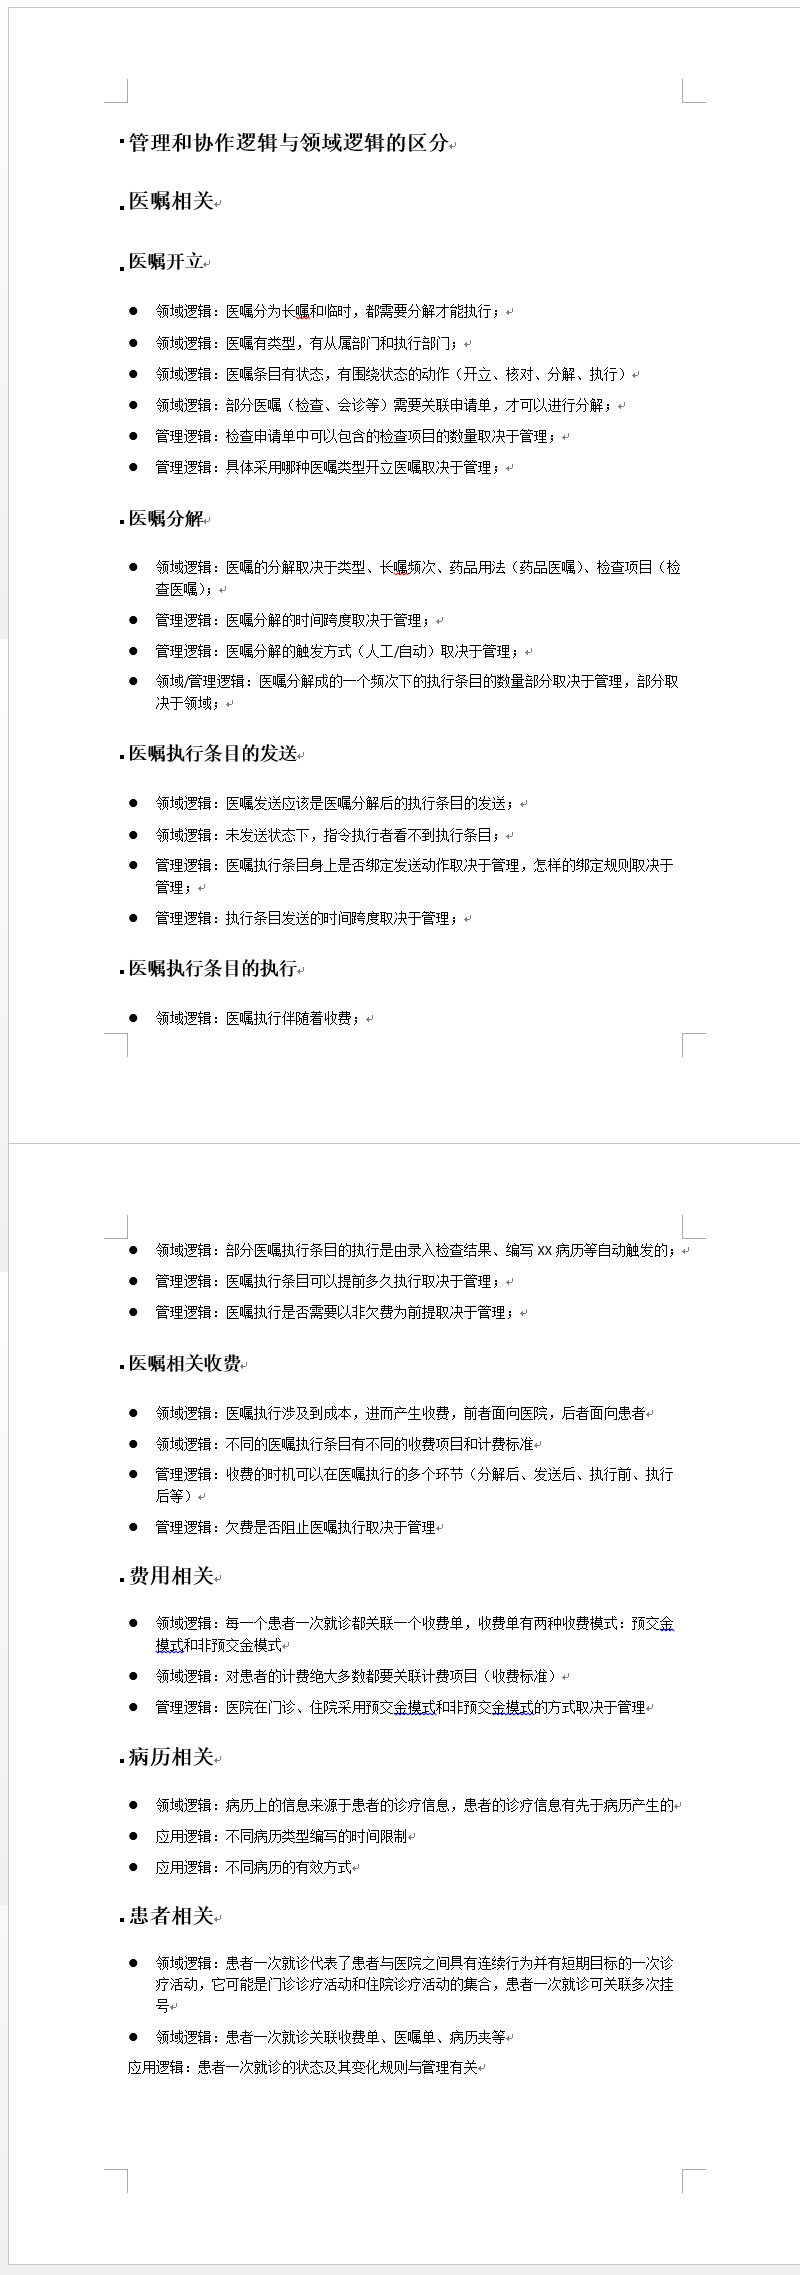 管理和协作逻辑与领域逻辑的区分
医嘱相关
医嘱开立
领域逻辑：医嘱分为长嘱和临时，都需要分解才能执行；
领域逻辑：医嘱有类型，有从属部门和执行部门；
领域逻辑：医嘱条目有状态，有围绕状态的动作（开立、核对、分解、执行）
领域逻辑：部分医嘱（检查、会诊等）需要关联申请单，才可以进行分解；
管理逻辑：检查申请单中可以包含的检查项目的数量取决于管理；
管理逻辑：具体采用哪种医嘱类型开立医嘱取决于管理；
医嘱分解
领域逻辑：医嘱的分解取决于类型、长嘱频次、药品用法（药品医嘱）、检查项目（检
查医嘱）；
管理逻辑：医嘱分解的时间跨度取决于管理；
管理逻辑：医嘱分解的触发方式（人工/自动）取决于管理；
领域/管理逻辑：医嘱分解成的一个频次下的执行条目的数量部分取决于管理，部分取
决于领域；
医嘱执行条目的发送
领域逻辑：医嘱发送应该是医嘱分解后的执行条目的发送；
领域逻辑：未发送状态下，指令执行者看不到执行条目；
管理逻辑：医嘱执行条目身上是否绑定发送动作取决于管理，怎样的绑定规则取决于
管理；
管理逻辑：执行条目发送的时间跨度取决于管理；
医嘱执行条目的执行
领域逻辑：医嘱执行伴随着收费；
领域逻辑：部分医嘱执行条目的执行是由录入检查结果、编写 XX 病历等自动触发的；
管理逻辑：医嘱执行条目可以提前多久执行取决于管理；
管理逻辑：医嘱执行是否需要以非欠费为前提取决于管理；
医嘱相关收费
领域逻辑：医嘱执行涉及到成本，进而产生收费，前者面向医院，后者面向患者
领域逻辑：不同的医嘱执行条目有不同的收费项目和计费标准
管理逻辑：收费的时机可以在医嘱执行的多个环节（分解后、发送后、执行前、执行
后等）
管理逻辑：欠费是否阻止医嘱执行取决于管理
费用相关
领域逻辑：每一个患者一次就诊都关联一个收费单，收费单有两种收费模式：预交金
模式和非预交金模式
领域逻辑：对患者的计费绝大多数都要关联计费项目（收费标准）
管理逻辑：医院在门诊、住院采用预交金模式和非预交金模式的方式取决于管理
病历相关
领域逻辑：病历上的信息来源于患者的诊疗信息，患者的诊疗信息有先于病历产生的
应用逻辑：不同病历类型编写的时间限制
应用逻辑：不同病历的有效方式
患者相关
领域逻辑：患者一次就诊代表了患者与医院之间具有连续行为并有短期目标的一次诊
疗活动，它可能是门诊诊疗活动和住院诊疗活动的集合，患者一次就诊可关联多次挂
号
领域逻辑：患者一次就诊关联收费单、医嘱单、病历夹等
应用逻辑：患者一次就诊的状态及其变化规则与管理有关